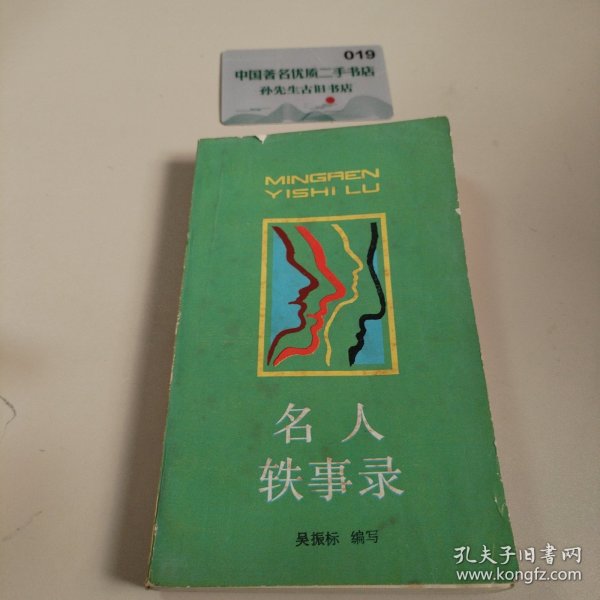 019
中国著名优质二手书店
孙先生古旧书店
MINGREN
YISHI LU
名人
轶事录
吴振标 编写
孔夫子旧书网
www.kongfz.com